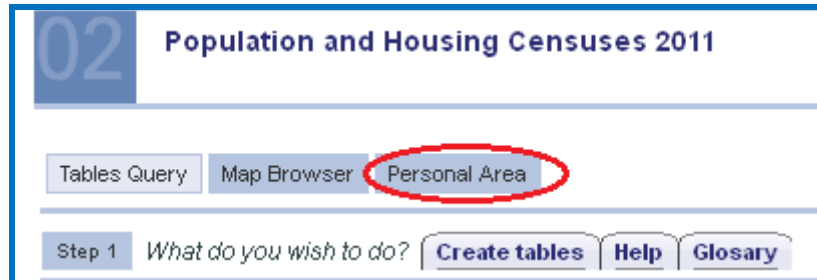 02
Population and Housing Censuses 2011
Tables Query Map Browser Personal Area
Step 1 What do you wish to do? Create tables Help Glosary